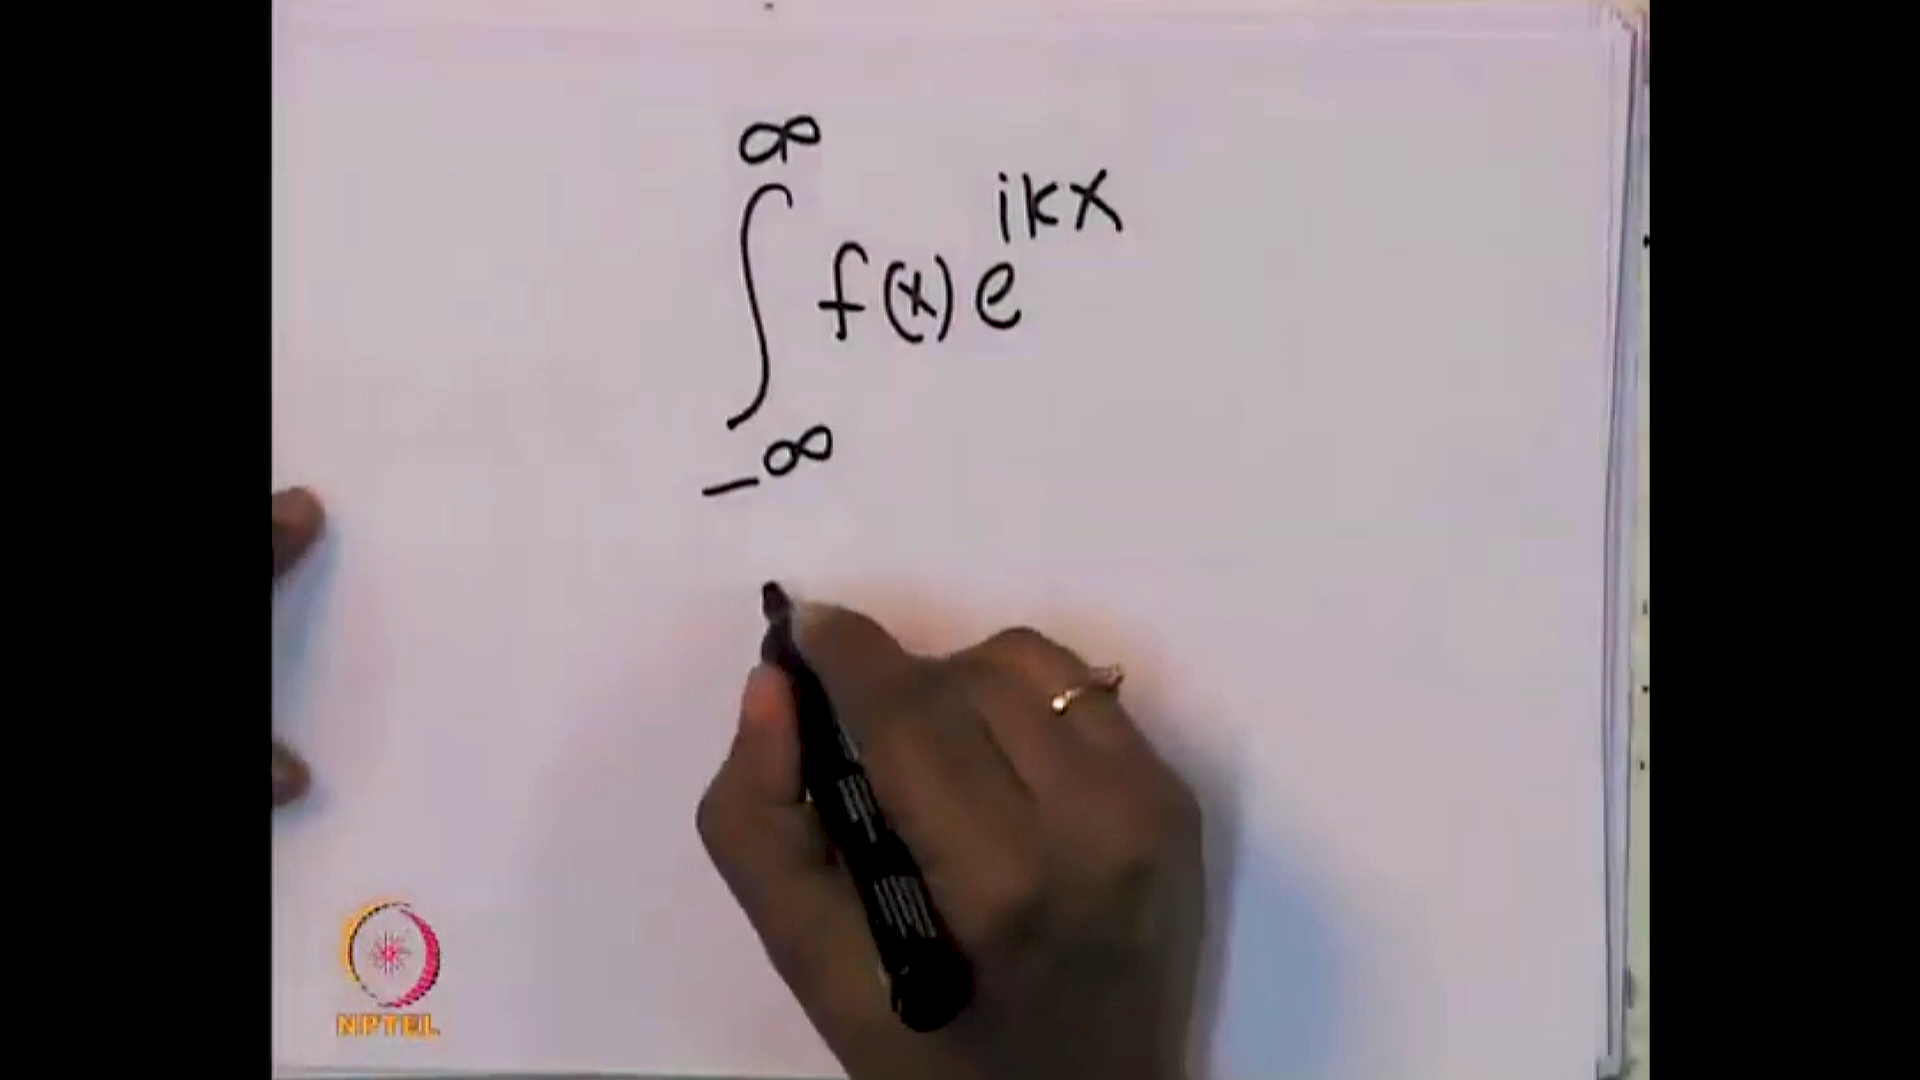 ∫_{-∞}^{∞} f(x) e^{ikx}
NPTEL